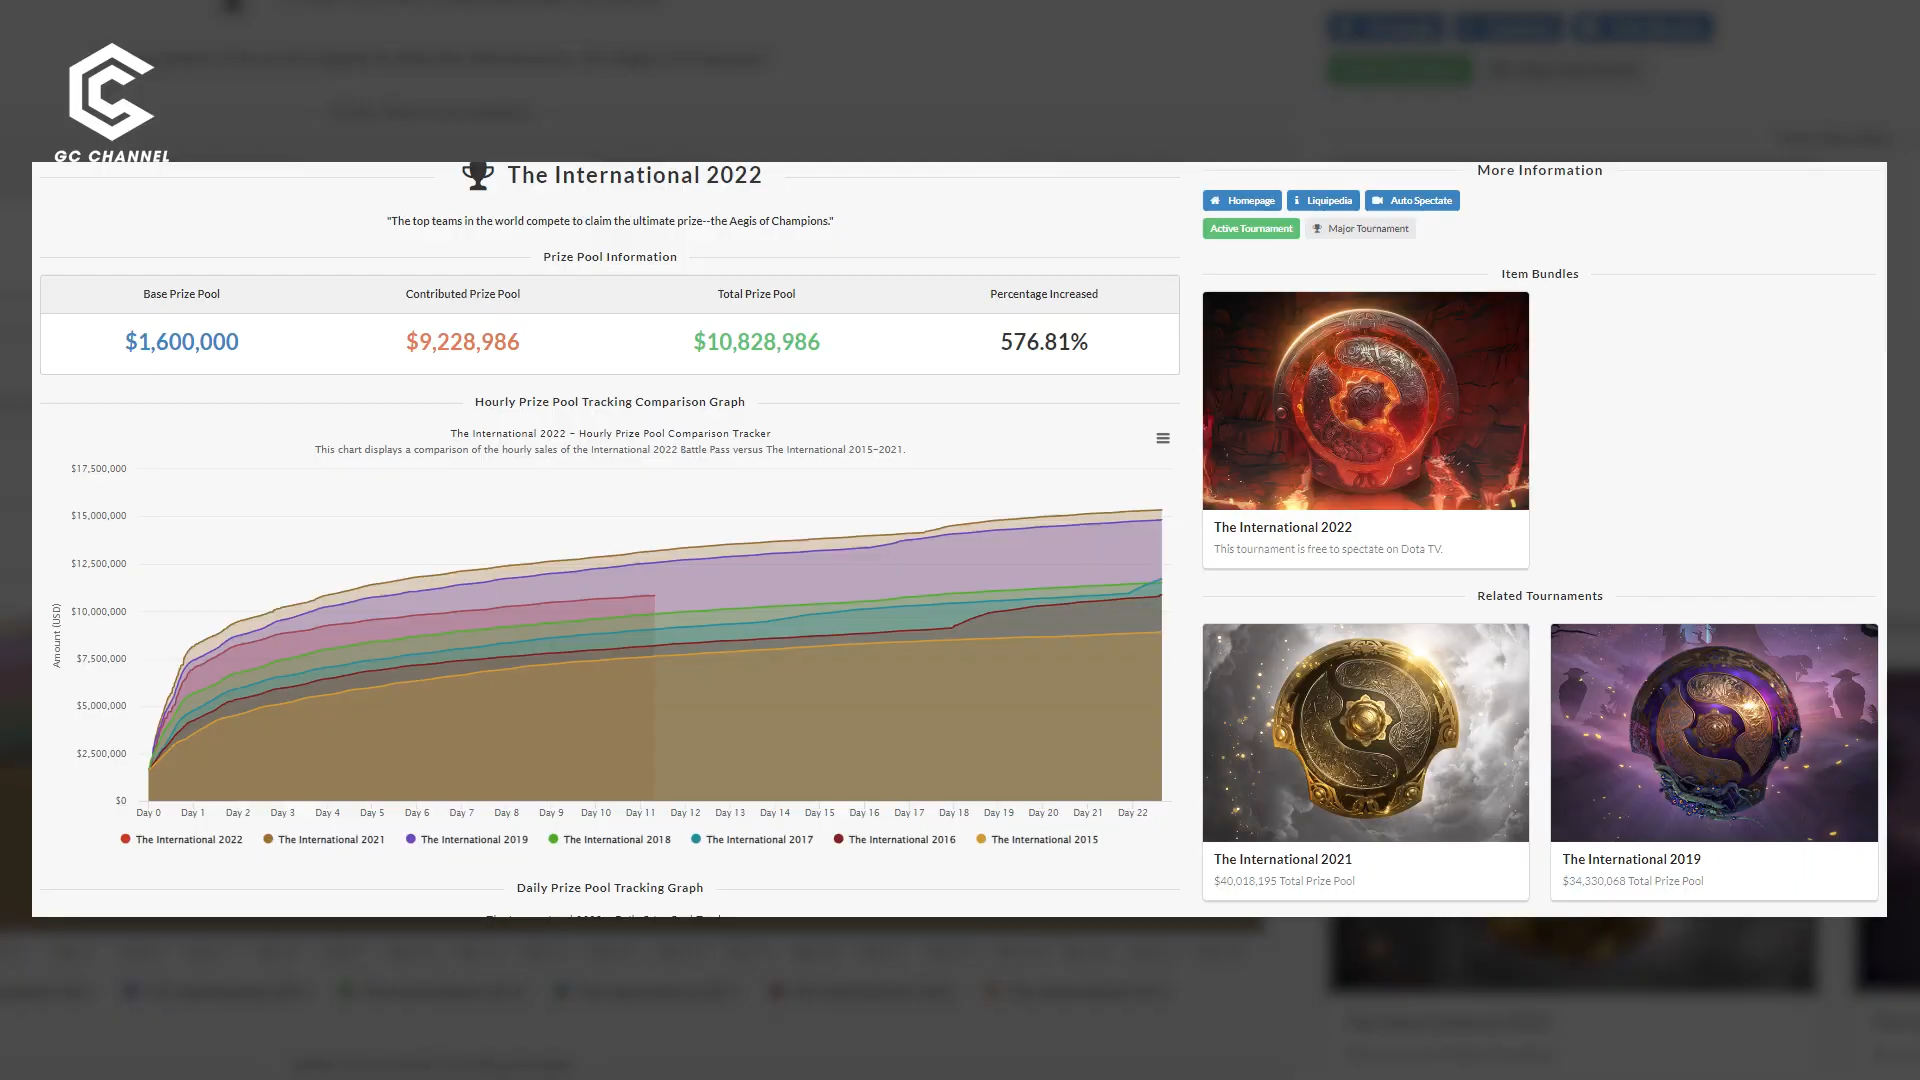 GC CHANNEL
The International 2022
"The top teams in the world compete to claim the ultimate prize--the Aegis of Champions."
Prize Pool Information
Base Prize Pool
Contributed Prize Pool
Total Prize Pool
Percentage Increased
$1,600,000
$9,228,986
$10,828,986
576.81%
Hourly Prize Pool Tracking Comparison Graph
The International 2022 - Hourly Prize Pool Comparison Tracker
This chart displays a comparison of the hourly sales of the International 2022 Battle Pass versus The International 2015-2021.
Amount (USD)
$17,500,000
$15,000,000
$12,500,000
$10,000,000
$7,500,000
$5,000,000
$2,500,000
$0
Day 0 Day 1 Day 2 Day 3 Day 4 Day 5 Day 6 Day 7 Day 8 Day 9 Day 10 Day 11 Day 12 Day 13 Day 14 Day 15 Day 16 Day 17 Day 18 Day 19 Day 20 Day 21 Day 22
The International 2022 The International 2021 The International 2019 The International 2018 The International 2017 The International 2016 The International 2015
Daily Prize Pool Tracking Graph
More Information
Homepage Liquipedia Auto Spectate
Active Tournament Major Tournament
Item Bundles
The International 2022
This tournament is free to spectate on Dota TV.
Related Tournaments
The International 2021
$40,018,195 Total Prize Pool
The International 2019
$34,330,068 Total Prize Pool